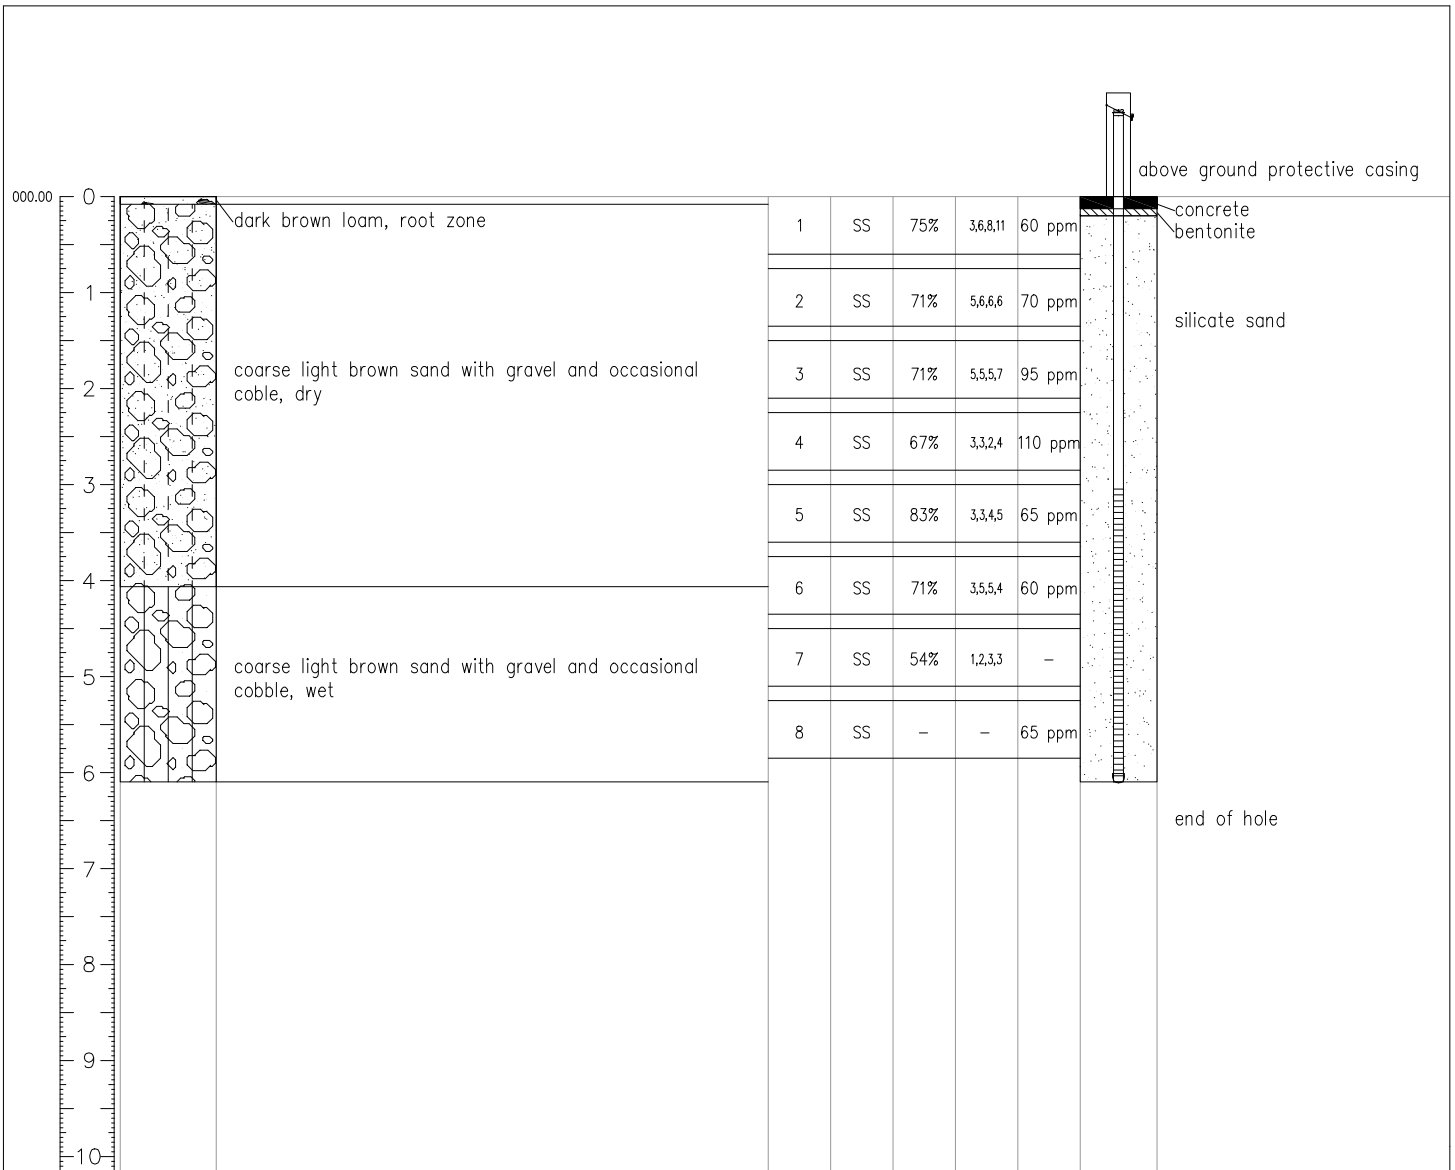 above ground protective casing
000.00
0
dark brown loam, root zone
concrete
bentonite
1 SS 75% 3,6,8,11 60 ppm
1
2 SS 71% 5,6,6,6 70 ppm
silicate sand
coarse light brown sand with gravel and occasional
coble, dry
3 SS 71% 5,5,5,7 95 ppm
2
4 SS 67% 3,3,2,4 110 ppm
3
5 SS 83% 3,3,4,5 65 ppm
4
6 SS 71% 3,5,5,4 60 ppm
coarse light brown sand with gravel and occasional
cobble, wet
7 SS 54% 1,2,3,3 –
5
8 SS – – 65 ppm
6
end of hole
7
8
9
10